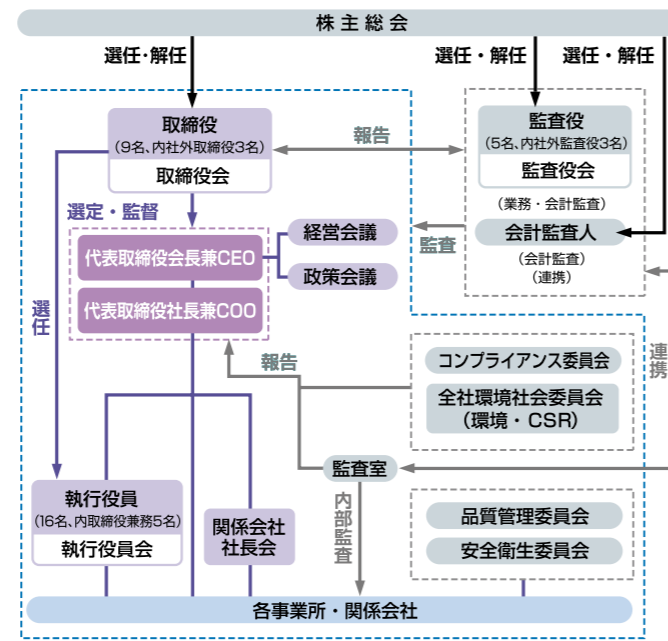 株主総会
選任・解任
選任・解任
選任・解任
取締役
(9名、内社外取締役3名)
取締役会
報告
監査役
(5名、内社外監査役3名)
監査役会
(業務・会計監査)
会計監査人
(会計監査)
(連携)
選定・監督
監査
代表取締役会長兼CEO
代表取締役社長兼COO
経営会議
政策会議
選任
報告
コンプライアンス委員会
全社環境社会委員会
(環境・CSR)
連携
監査室
内部監査
執行役員
(16名、内取締役兼務5名)
執行役員会
関係会社
社長会
品質管理委員会
安全衛生委員会
各事業所・関係会社